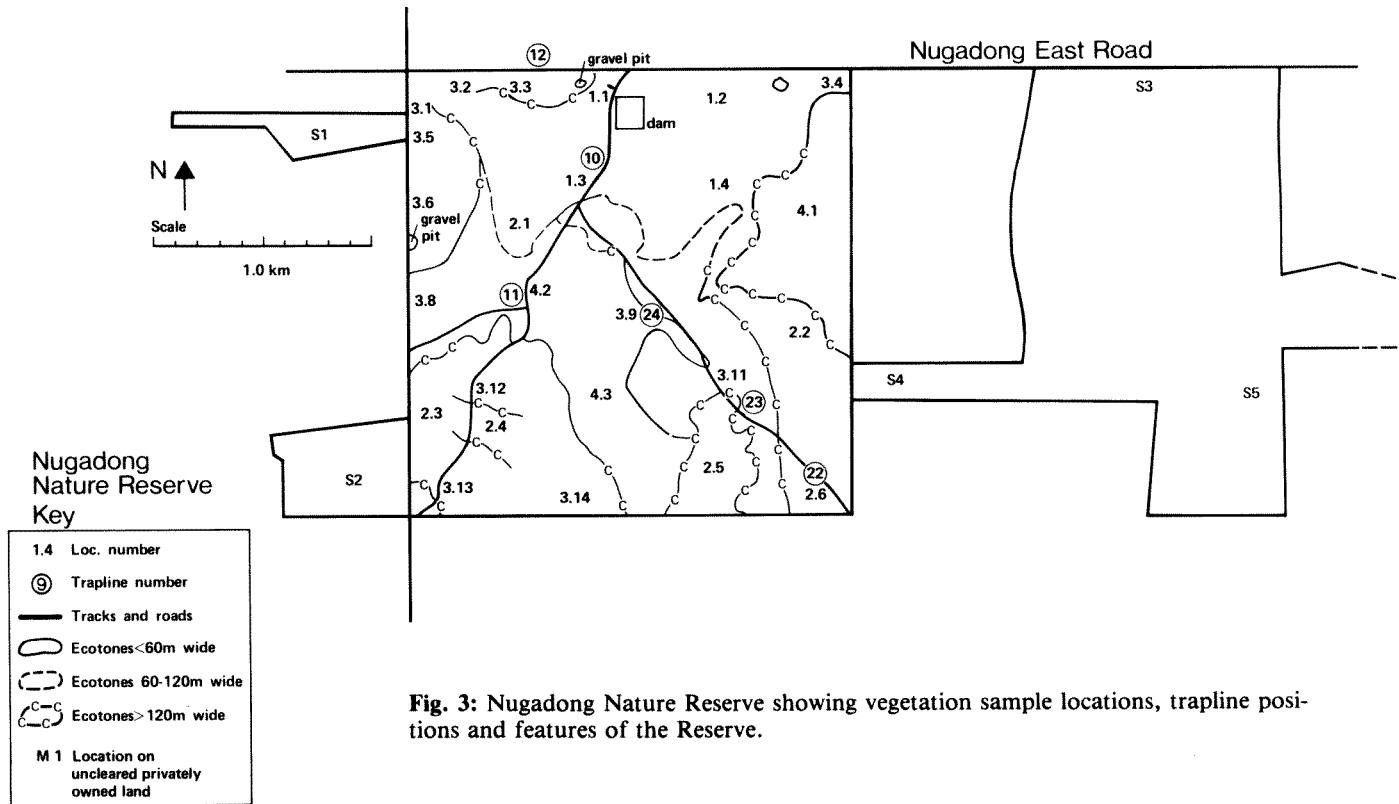 Nugadong East Road
12
gravel pit
3.2
3.3
1.1
1.2
3.4
S3
3.1
dam
S1
3.5
N
10
1.3
1.4
4.1
3.6
gravel
pit
Scale
2.1
1.0 km
4.2
11
3.8
3.9
24
2.2
3.11
S4
3.12
4.3
23
S5
2.3
2.4
2.5
22
2.6
S2
3.13
3.14
C C C C C C C C C C C C C C C C C C C C C C C C C C C C C C C C C C C C C C C C C C C C
Nugadong
Nature Reserve
Key
1.4 Loc. number
9 Trapline number
Tracks and roads
Ecotones<60m wide
Ecotones 60-120m wide
C C C C Ecotones>120m wide
M 1 Location on
uncleared privately
owned land
Fig. 3: Nugadong Nature Reserve showing vegetation sample locations, trapline posi-
tions and features of the Reserve.